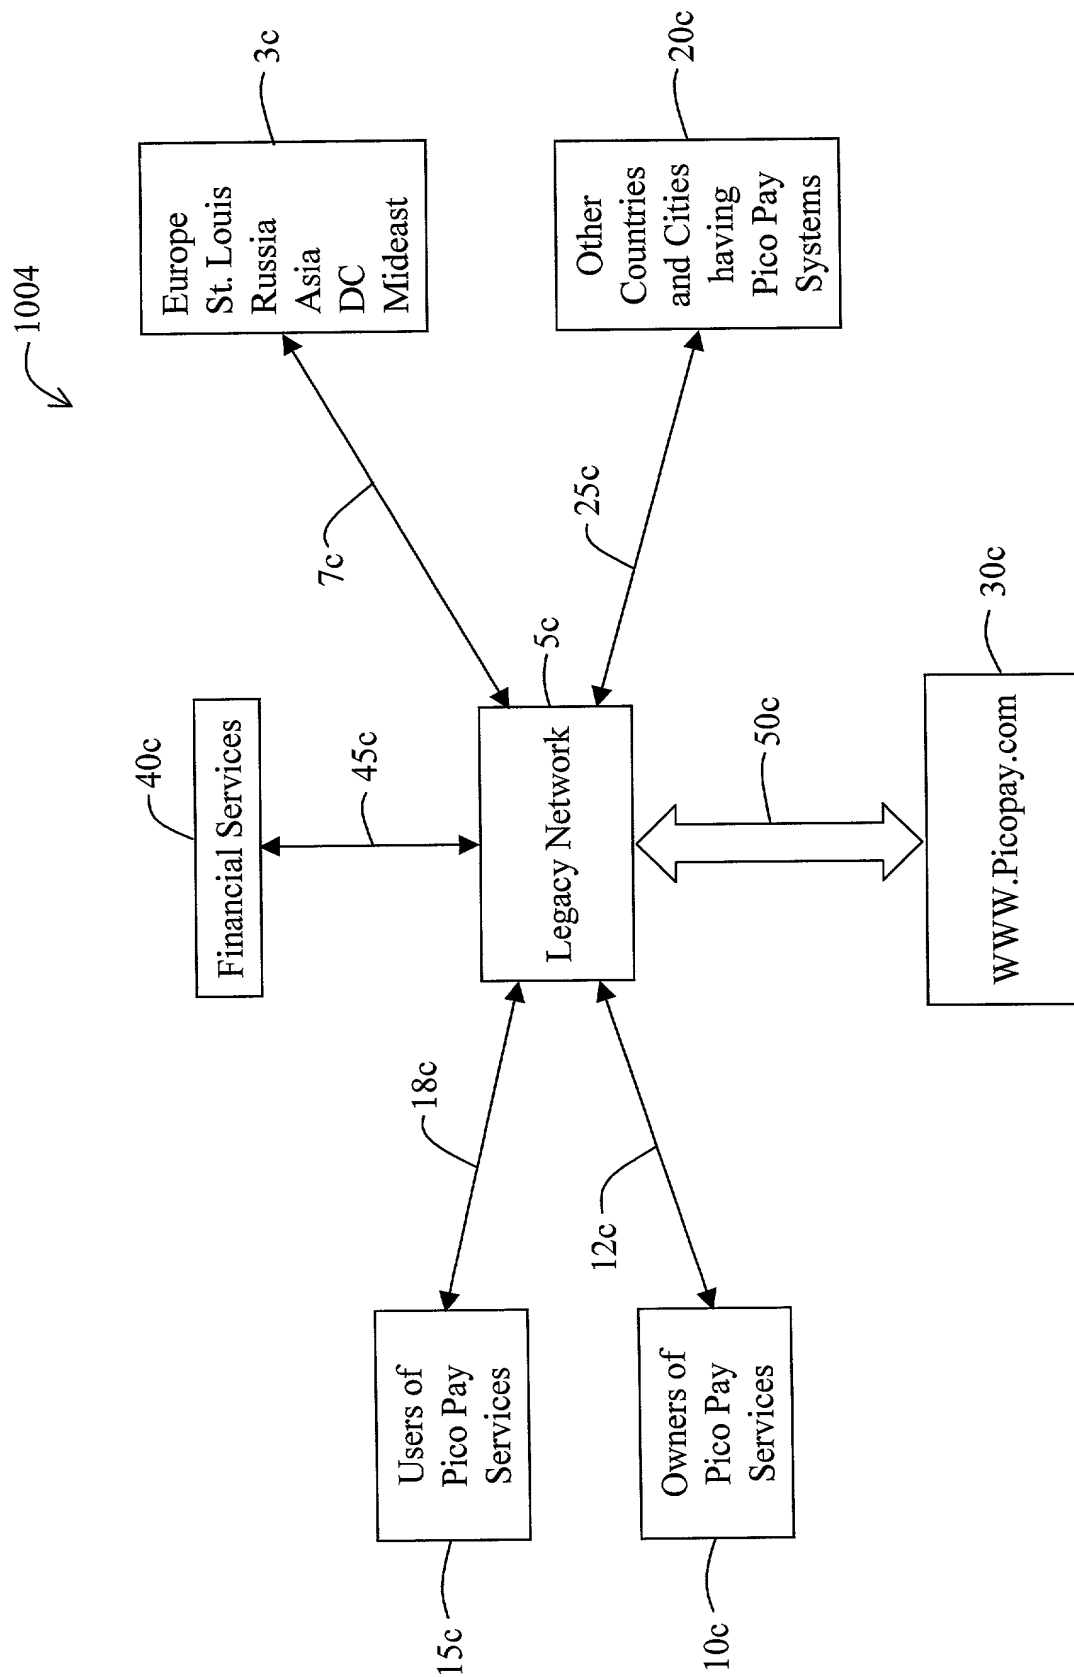 1004
40c
Financial Services
45c
15c
Users of
Pico Pay
Services
18c
7c
Europe
St. Louis
Russia
Asia
DC
Mideast
3c
Legacy Network
5c
10c
Owners of
Pico Pay
Services
12c
25c
Other
Countries
and Cities
having
Pico Pay
Systems
20c
50c
WWW.Picopay.com
30c